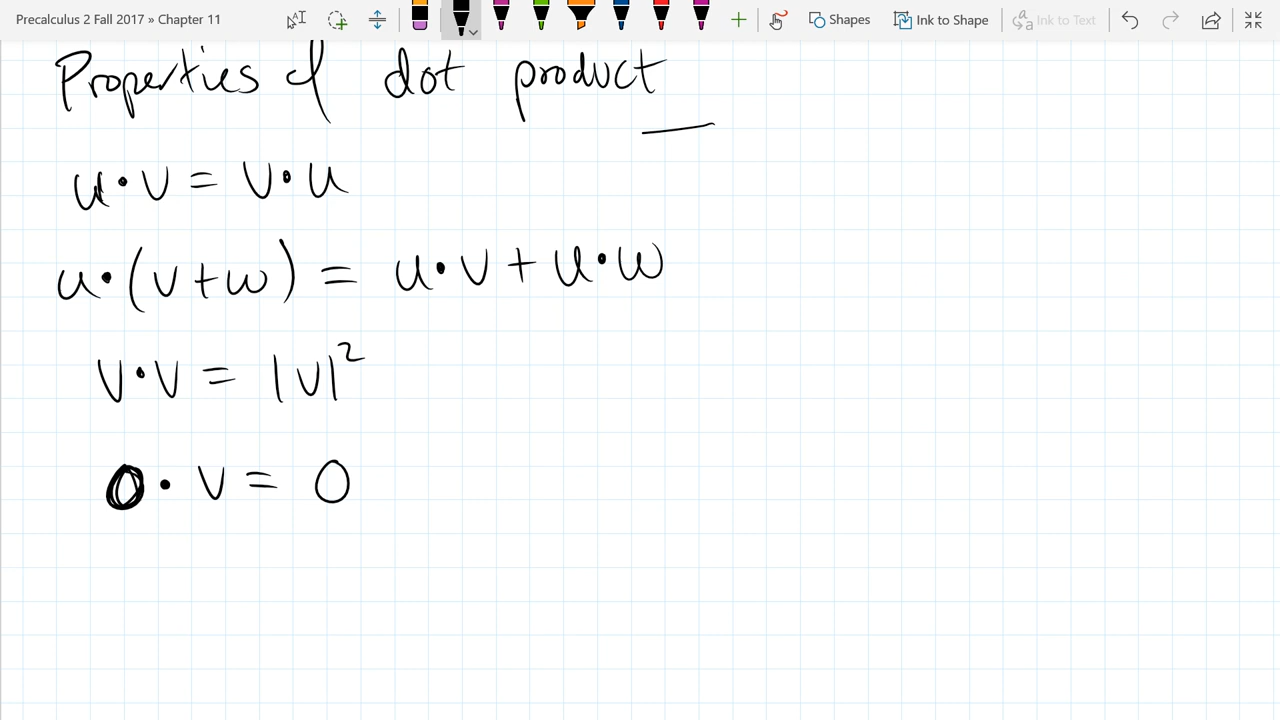 Precalculus 2 Fall 2017 » Chapter 11 Shapes Ink to Shape Ink to Text
Properties of dot product
u·v = v·u
u·(v+w) = u·v + u·w
v·v = |v|²
0·v = 0